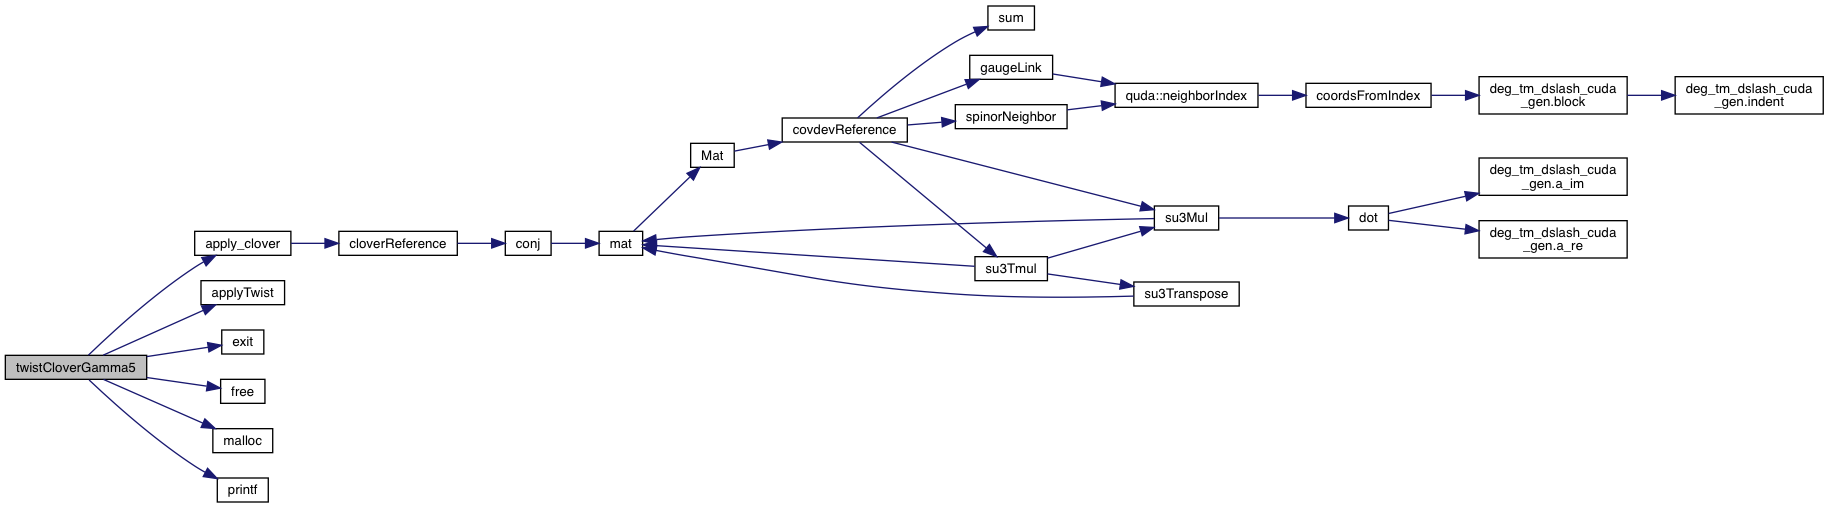 sum
gaugeLink
quda::neighborIndex
coordsFromIndex
deg_tm_dslash_cuda
_gen.block
deg_tm_dslash_cuda
_gen.indent
spinorNeighbor
covdevReference
Mat
deg_tm_dslash_cuda
_gen.a_im
su3Mul
dot
deg_tm_dslash_cuda
_gen.a_re
apply_clover
cloverReference
conj
mat
su3Tmul
su3Transpose
applyTwist
exit
twistCloverGamma5
free
malloc
printf